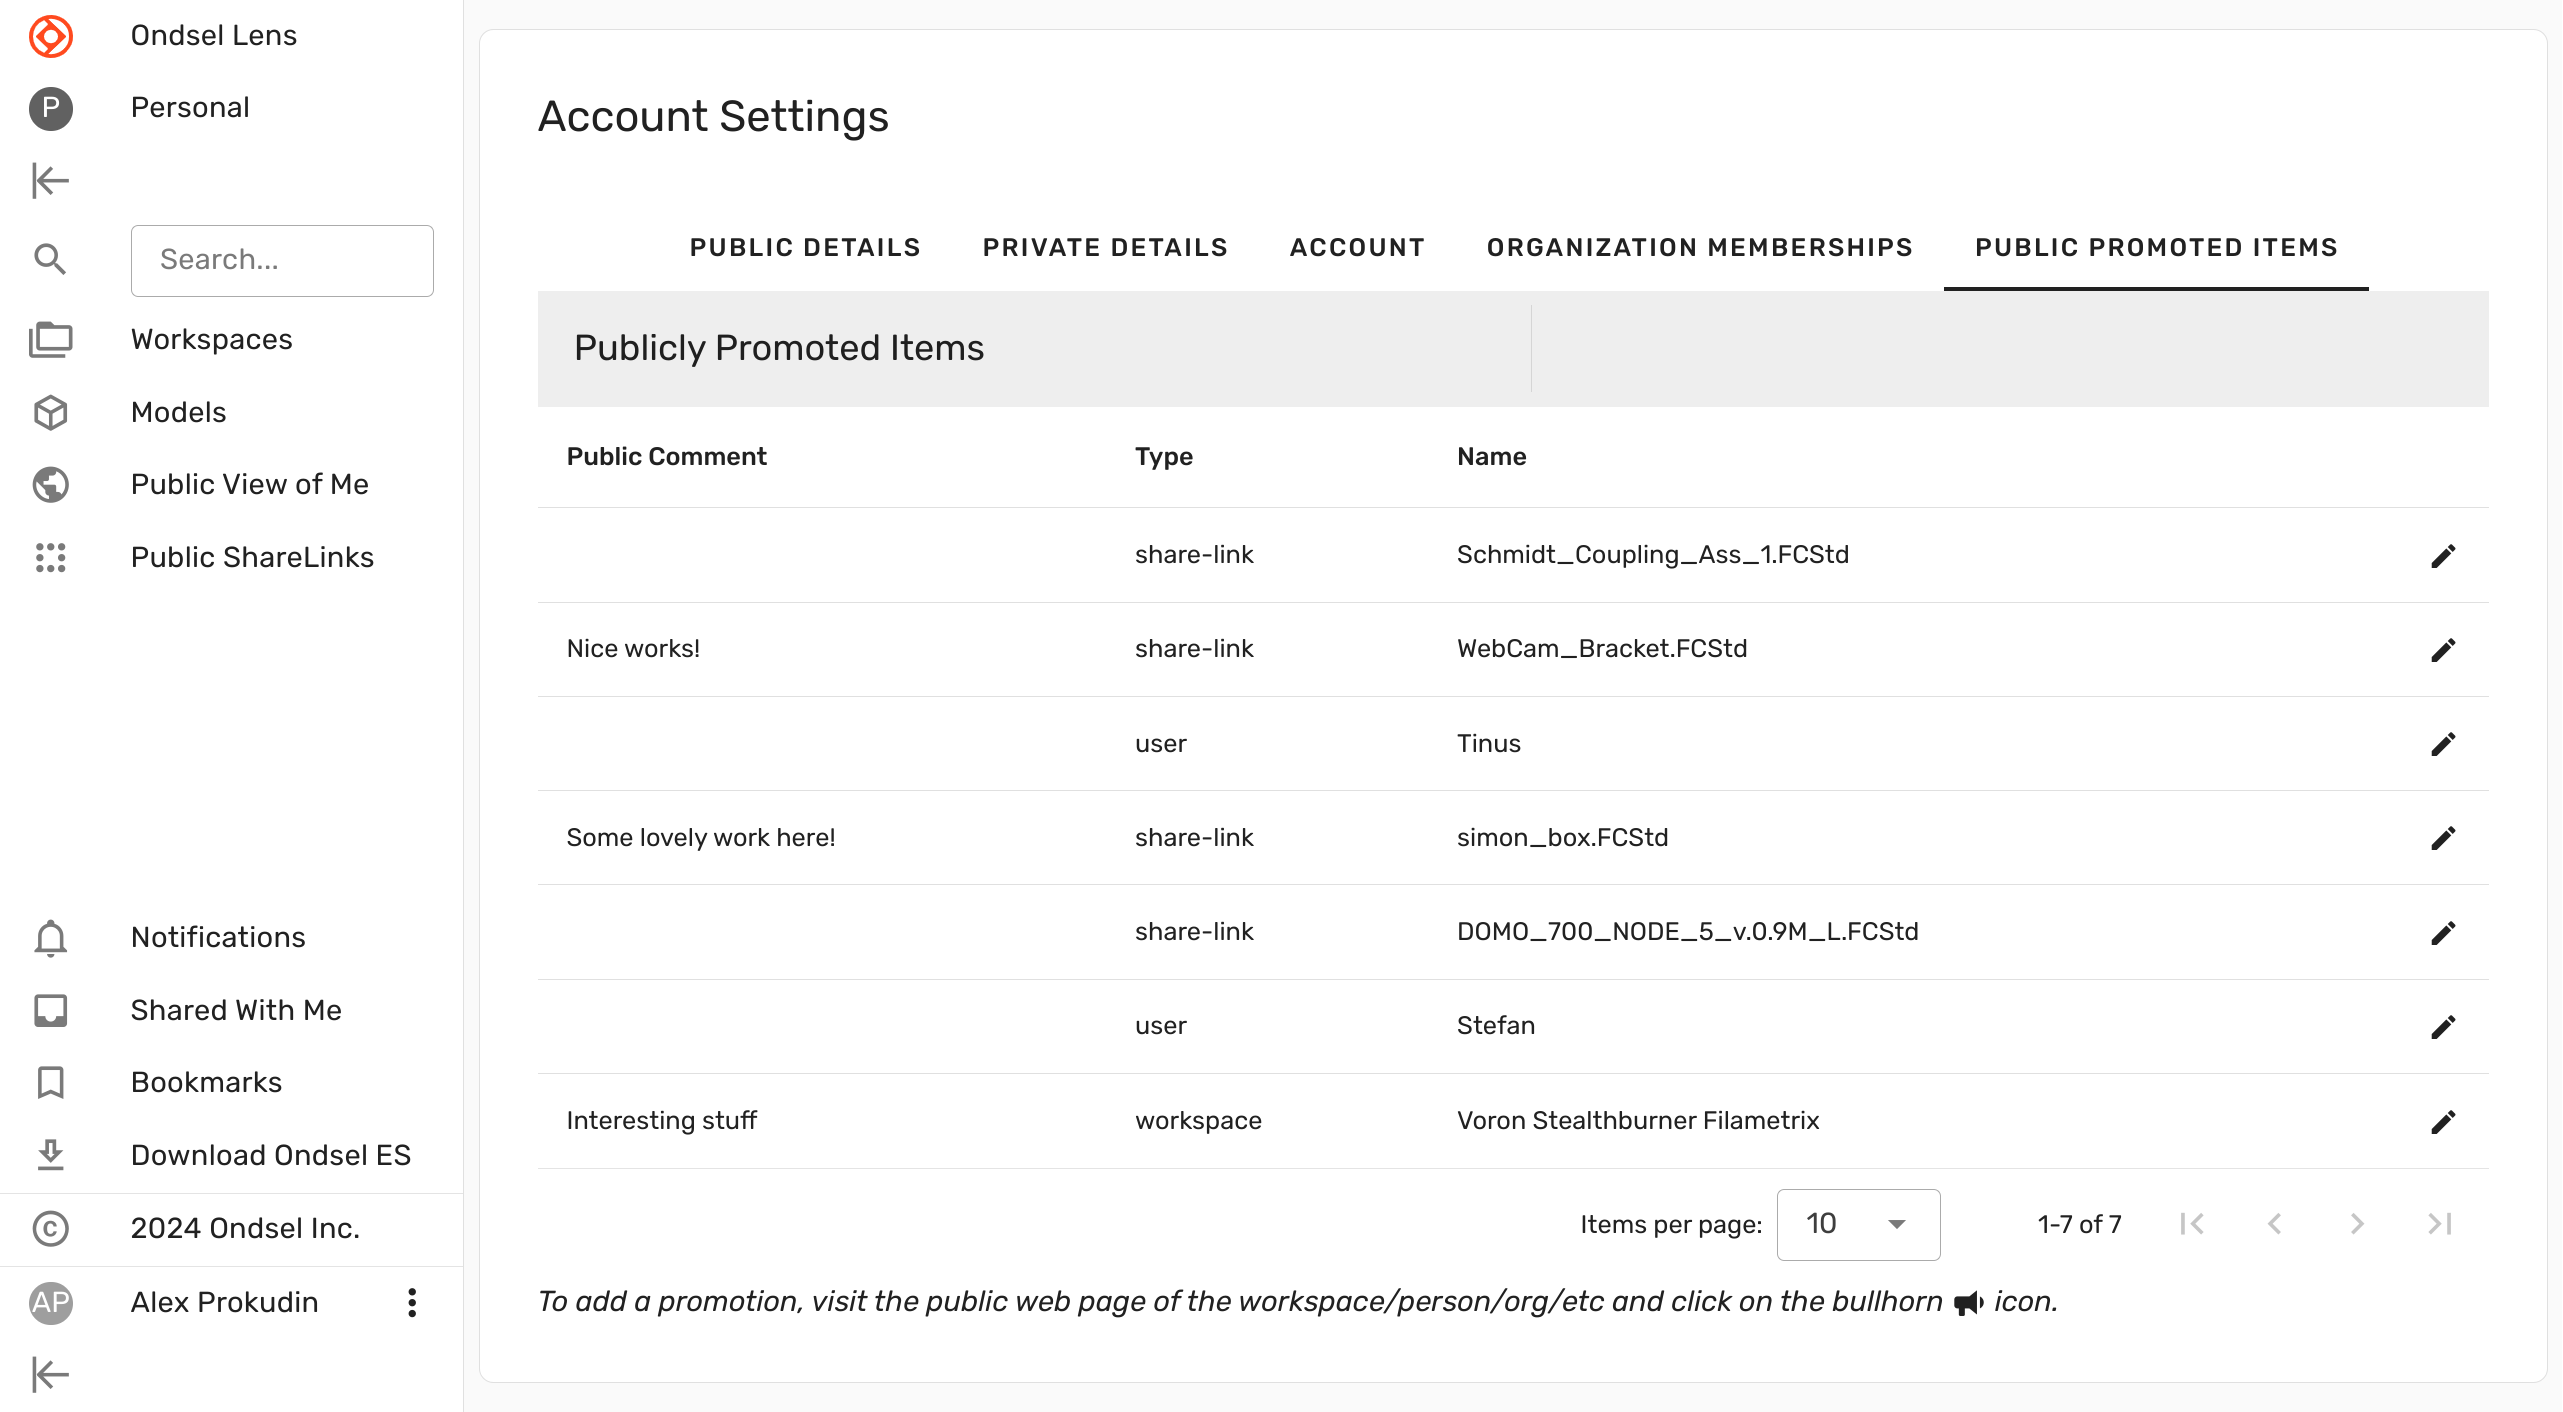 Ondsel Lens
P
Personal
Search...
Workspaces
Models
Public View of Me
Public ShareLinks
Notifications
Shared With Me
Bookmarks
Download Ondsel ES
© 2024 Ondsel Inc.
AP
Alex Prokudin
Account Settings
PUBLIC DETAILS PRIVATE DETAILS ACCOUNT ORGANIZATION MEMBERSHIPS PUBLIC PROMOTED ITEMS
Publicly Promoted Items
Public Comment Type Name
share-link Schmidt_Coupling_Ass_1.FCStd
Nice works! share-link WebCam_Bracket.FCStd
user Tinus
Some lovely work here! share-link simon_box.FCStd
share-link DOMO_700_NODE_5_v.0.9M_L.FCStd
user Stefan
Interesting stuff workspace Voron Stealthburner Filametrix
Items per page: 10 1-7 of 7
To add a promotion, visit the public web page of the workspace/person/org/etc and click on the bullhorn icon.